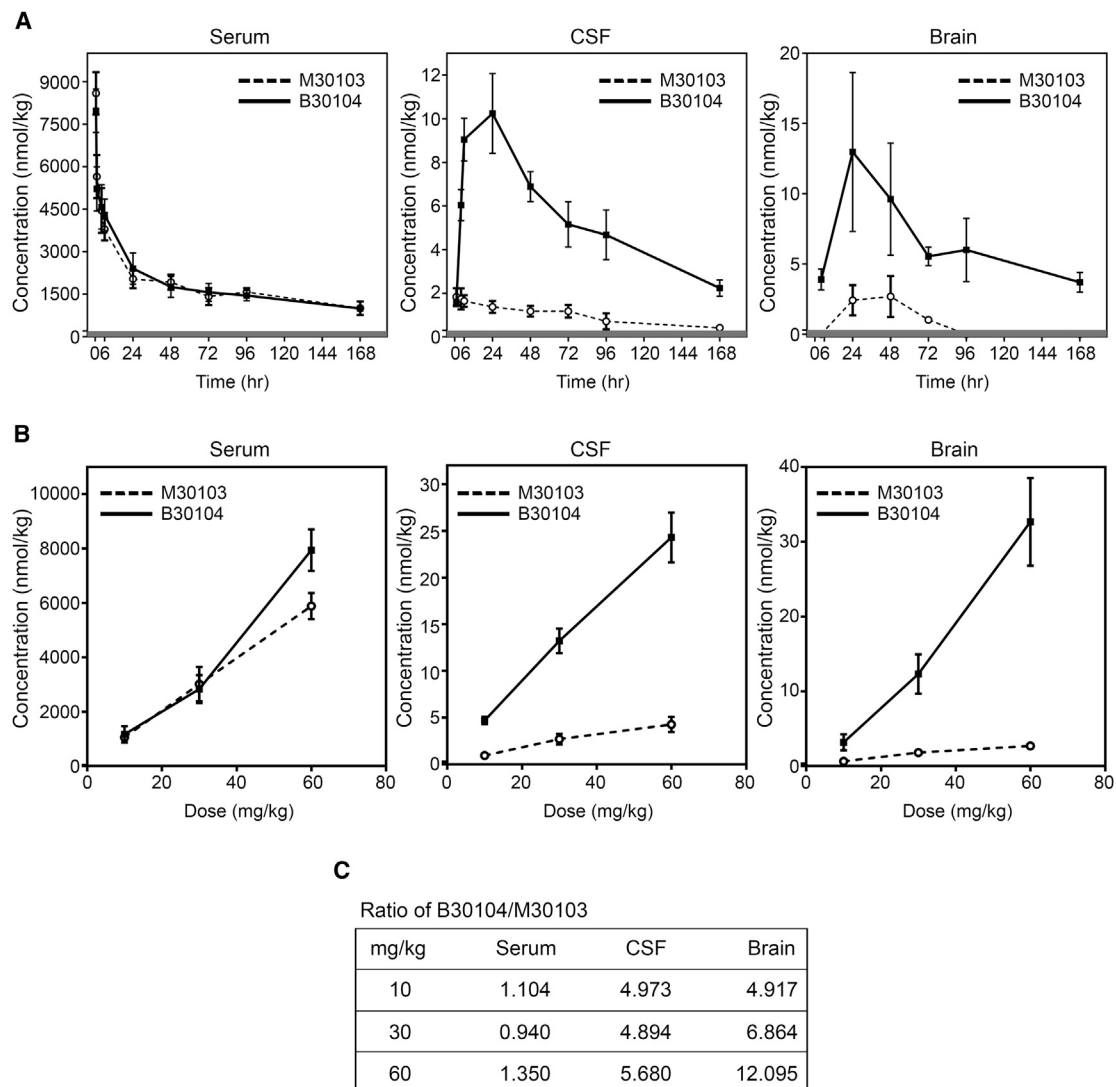 A
Serum CSF Brain
M30103 M30103 M30103
B30104 B30104 B30104
Concentration (nmol/kg) Concentration (nmol/kg) Concentration (nmol/kg)
9000
7500
6000
4500
3000
1500
0
12
10
8
6
4
2
0
20
15
10
5
0
06 24 48 72 96 120 144 168 06 24 48 72 96 120 144 168 06 24 48 72 96 120 144 168
Time (hr) Time (hr) Time (hr)
B
Serum CSF Brain
M30103 M30103 M30103
B30104 B30104 B30104
Concentration (nmol/kg) Concentration (nmol/kg) Concentration (nmol/kg)
10000
8000
6000
4000
2000
0
30
25
20
15
10
5
0
40
30
20
10
0
0 20 40 60 80 0 20 40 60 80 0 20 40 60 80
Dose (mg/kg) Dose (mg/kg) Dose (mg/kg)
C
Ratio of B30104/M30103
mg/kg Serum CSF Brain
10 1.104 4.973 4.917
30 0.940 4.894 6.864
60 1.350 5.680 12.095